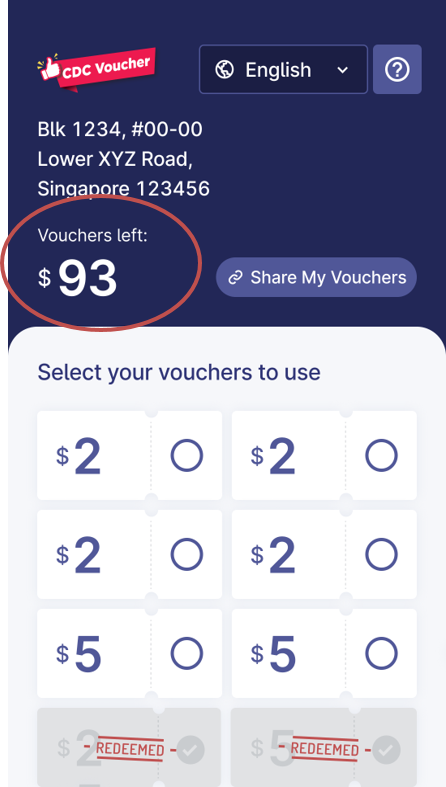 CDC Voucher
English
?
Blk 1234, #00-00
Lower XYZ Road,
Singapore 123456
Vouchers left:
$ 93
Share My Vouchers
Select your vouchers to use
$ 2
$ 2
$ 2
$ 2
$ 5
$ 5
$ 2 REDEEMED
$ 5 REDEEMED